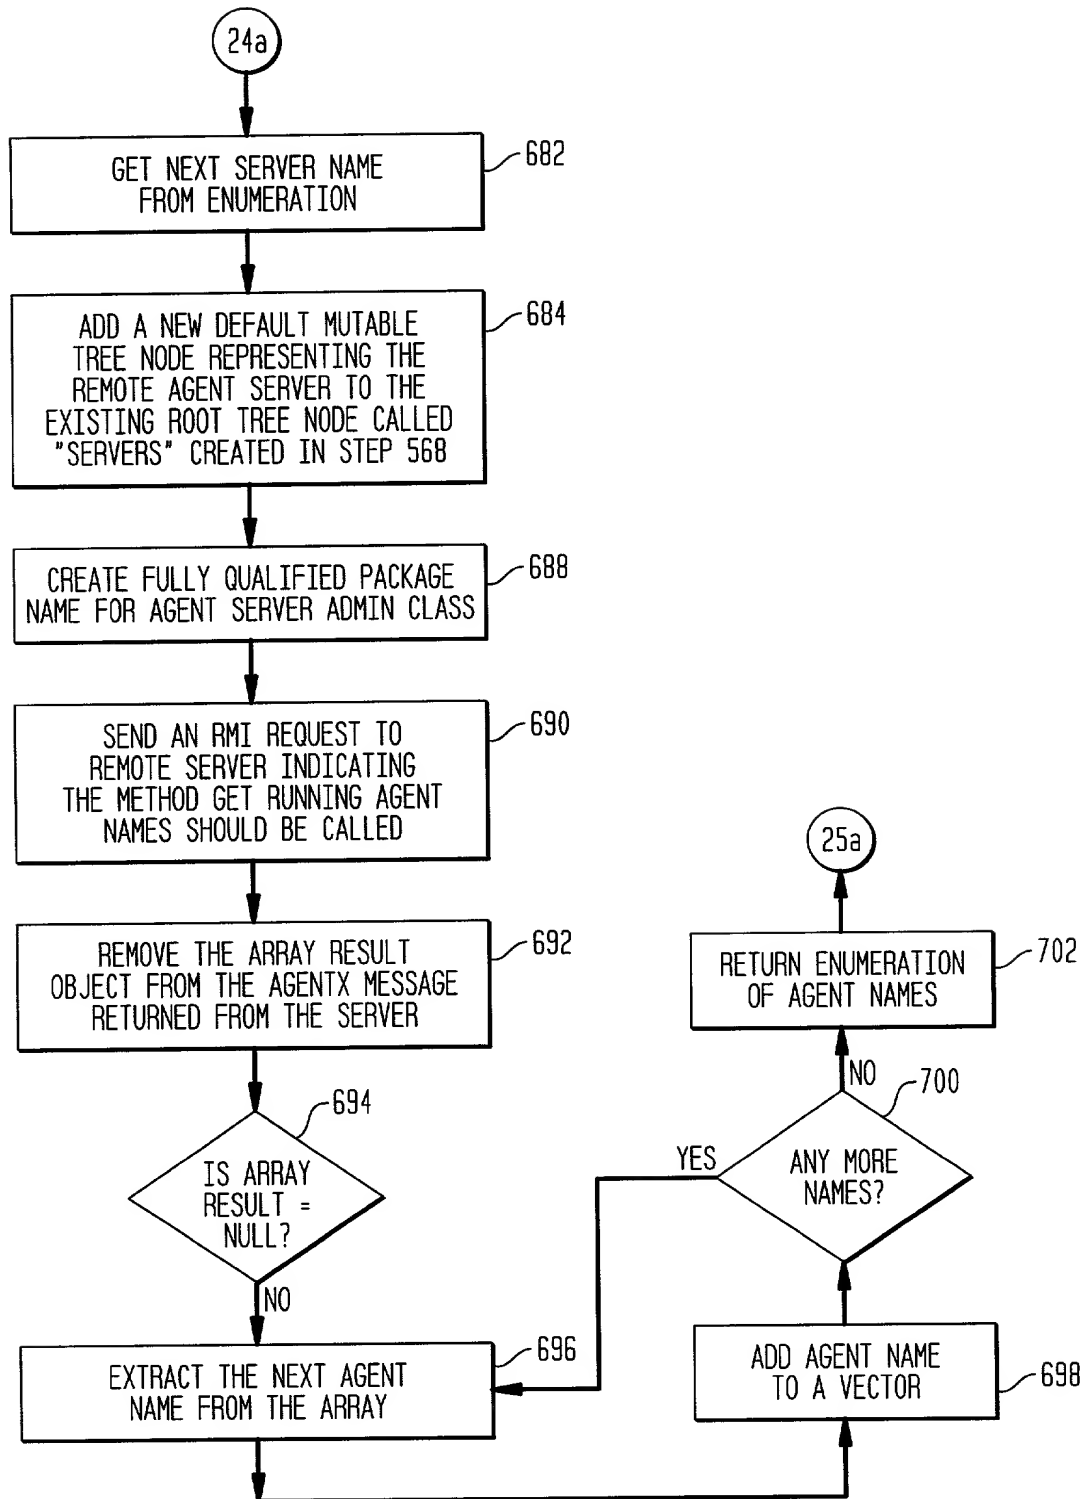 24a
GET NEXT SERVER NAME
FROM ENUMERATION
682
ADD A NEW DEFAULT MUTABLE
TREE NODE REPRESENTING THE
REMOTE AGENT SERVER TO THE
EXISTING ROOT TREE NODE CALLED
"SERVERS" CREATED IN STEP 568
684
CREATE FULLY QUALIFIED PACKAGE
NAME FOR AGENT SERVER ADMIN CLASS
688
SEND AN RMI REQUEST TO
REMOTE SERVER INDICATING
THE METHOD GET RUNNING AGENT
NAMES SHOULD BE CALLED
690
REMOVE THE ARRAY RESULT
OBJECT FROM THE AGENTX MESSAGE
RETURNED FROM THE SERVER
692
IS ARRAY
RESULT =
NULL?
694
NO
EXTRACT THE NEXT AGENT
NAME FROM THE ARRAY
696
ADD AGENT NAME
TO A VECTOR
698
ANY MORE
NAMES?
700
YES
NO
RETURN ENUMERATION
OF AGENT NAMES
702
25a